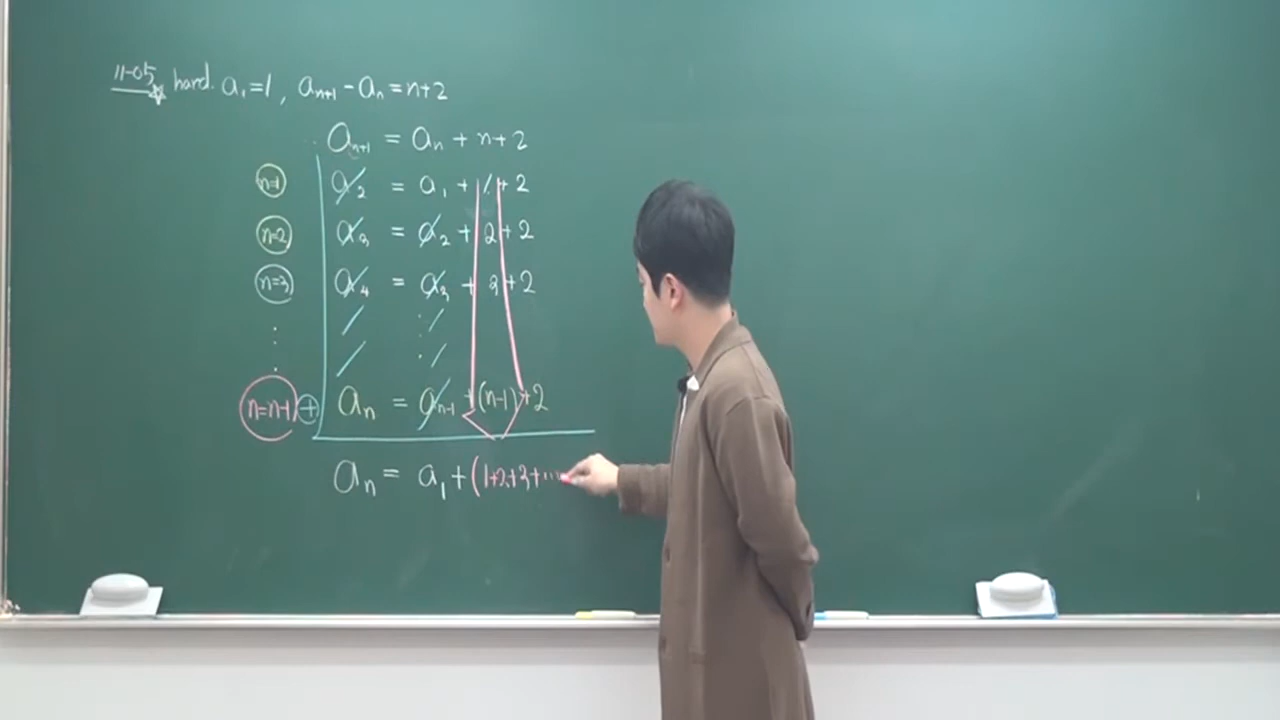 11-05 hard. a₁=1, aₙ₊₁-aₙ=n+2
aₙ₊₁ = aₙ + n + 2
n=1 a₂ = a₁ + 1 + 2
n=2 a₃ = a₂ + 2 + 2
n=3 a₄ = a₃ + 3 + 2
⋮ ⋮
n=n-1 + aₙ = aₙ₋₁ + (n-1) + 2
aₙ = a₁ + (1+2+3+⋯